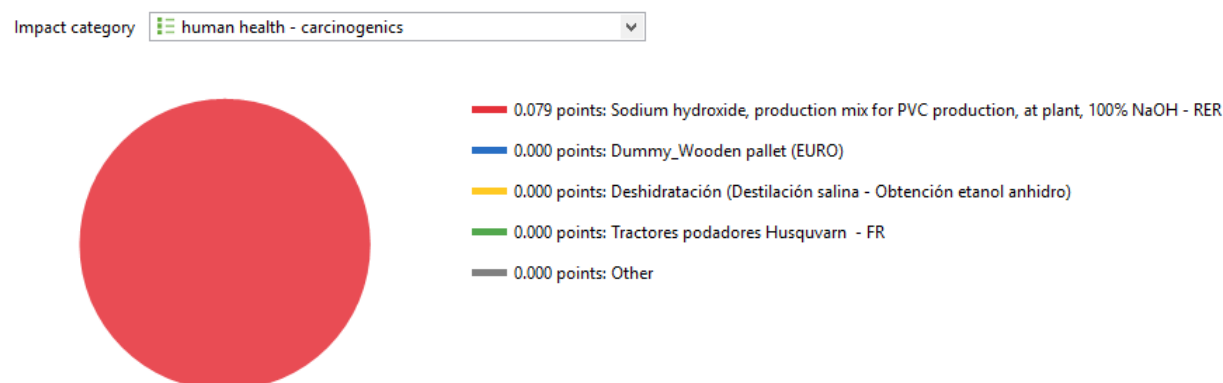 Impact category human health - carcinogenics
0.079 points: Sodium hydroxide, production mix for PVC production, at plant, 100% NaOH - RER
0.000 points: Dummy_Wooden pallet (EURO)
0.000 points: Deshidratación (Destilación salina - Obtención etanol anhidro)
0.000 points: Tractores podadores Husquvarn  - FR
0.000 points: Other